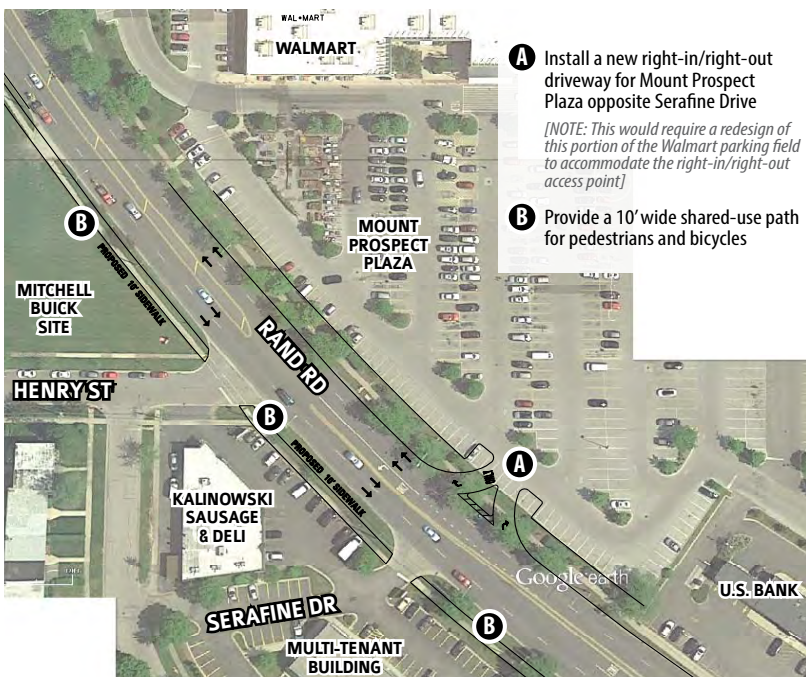 WAL-MART
WALMART
A Install a new right-in/right-out
driveway for Mount Prospect
Plaza opposite Serafine Drive
[NOTE: This would require a redesign of
this portion of the Walmart parking field
to accommodate the right-in/right-out
access point]
B Provide a 10' wide shared-use path
for pedestrians and bicycles
B
PROPOSED 10' SIDEWALK
MOUNT
PROSPECT
PLAZA
MITCHELL
BUICK
SITE
RAND RD
HENRY ST
B
PROPOSED 10' SIDEWALK
A
KALINOWSKI
SAUSAGE
& DELI
Google earth
U.S. BANK
SERAFINE DR
B
MULTI-TENANT
BUILDING